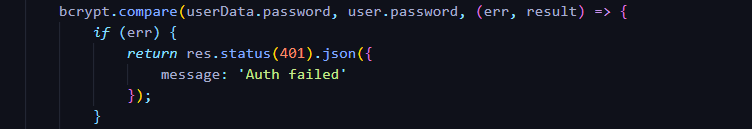 bcrypt.compare(userData.password, user.password, (err, result) => {
if (err) {
return res.status(401).json({
message: 'Auth failed'
});
}